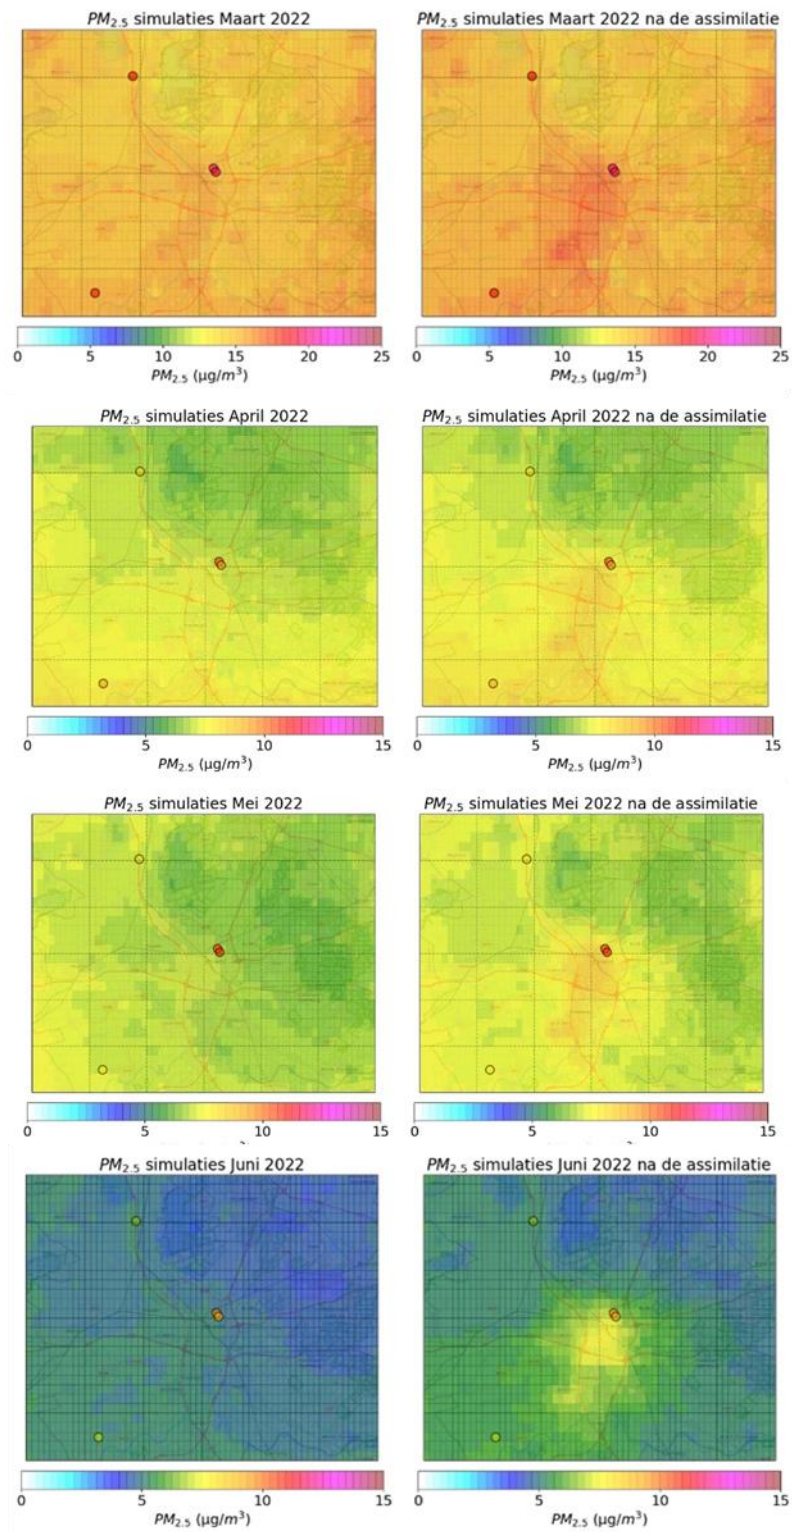 PM2.5 simulaties Maart 2022
PM2.5 simulaties Maart 2022 na de assimilatie
0 5 10 15 20 25
PM2.5 (µg/m³)
0 5 10 15 20 25
PM2.5 (µg/m³)
PM2.5 simulaties April 2022
PM2.5 simulaties April 2022 na de assimilatie
0 5 10 15
PM2.5 (µg/m³)
0 5 10 15
PM2.5 (µg/m³)
PM2.5 simulaties Mei 2022
PM2.5 simulaties Mei 2022 na de assimilatie
0 5 10 15
0 5 10 15
PM2.5 simulaties Juni 2022
PM2.5 simulaties Juni 2022 na de assimilatie
0 5 10 15
PM2.5 (µg/m³)
0 5 10 15
PM2.5 (µg/m³)